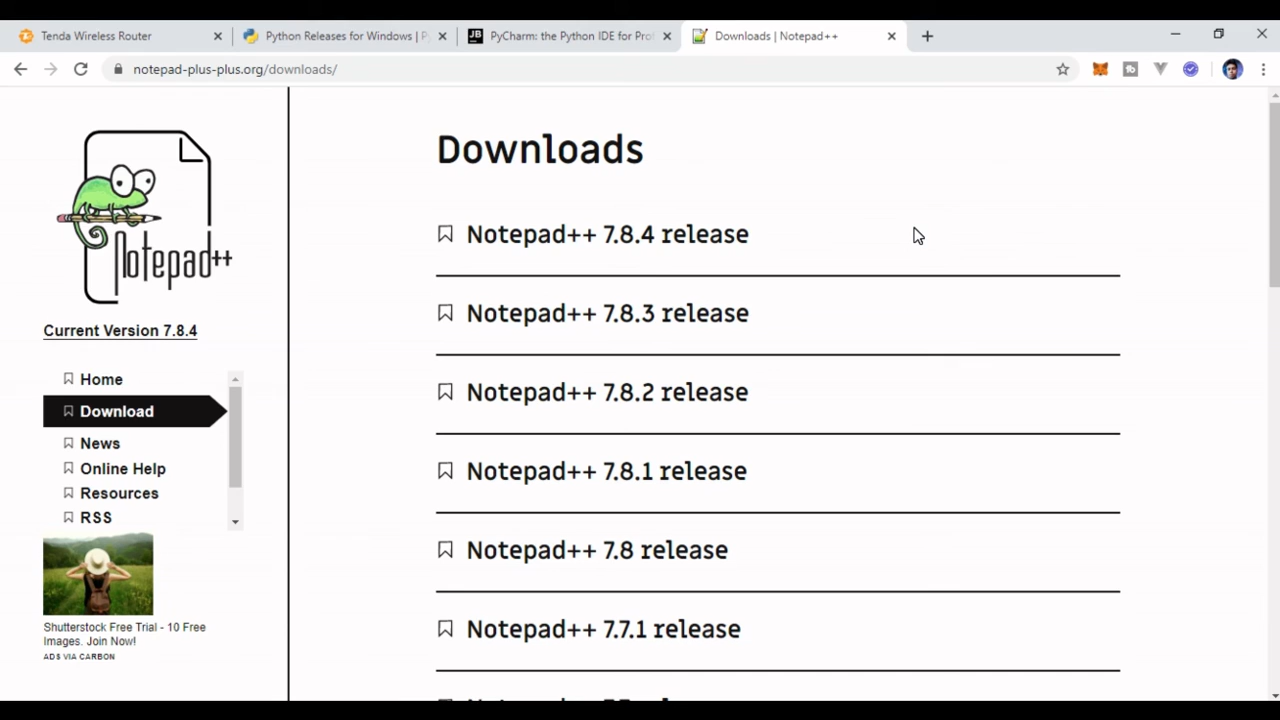 Tenda Wireless Router
Python Releases for Windows | P
PyCharm: the Python IDE for Prof
Downloads | Notepad++
notepad-plus-plus.org/downloads/
Notepad++
Current Version 7.8.4
Home
Download
News
Online Help
Resources
RSS
Shutterstock Free Trial - 10 Free
Images. Join Now!
ADS VIA CARBON
Downloads
Notepad++ 7.8.4 release
Notepad++ 7.8.3 release
Notepad++ 7.8.2 release
Notepad++ 7.8.1 release
Notepad++ 7.8 release
Notepad++ 7.7.1 release